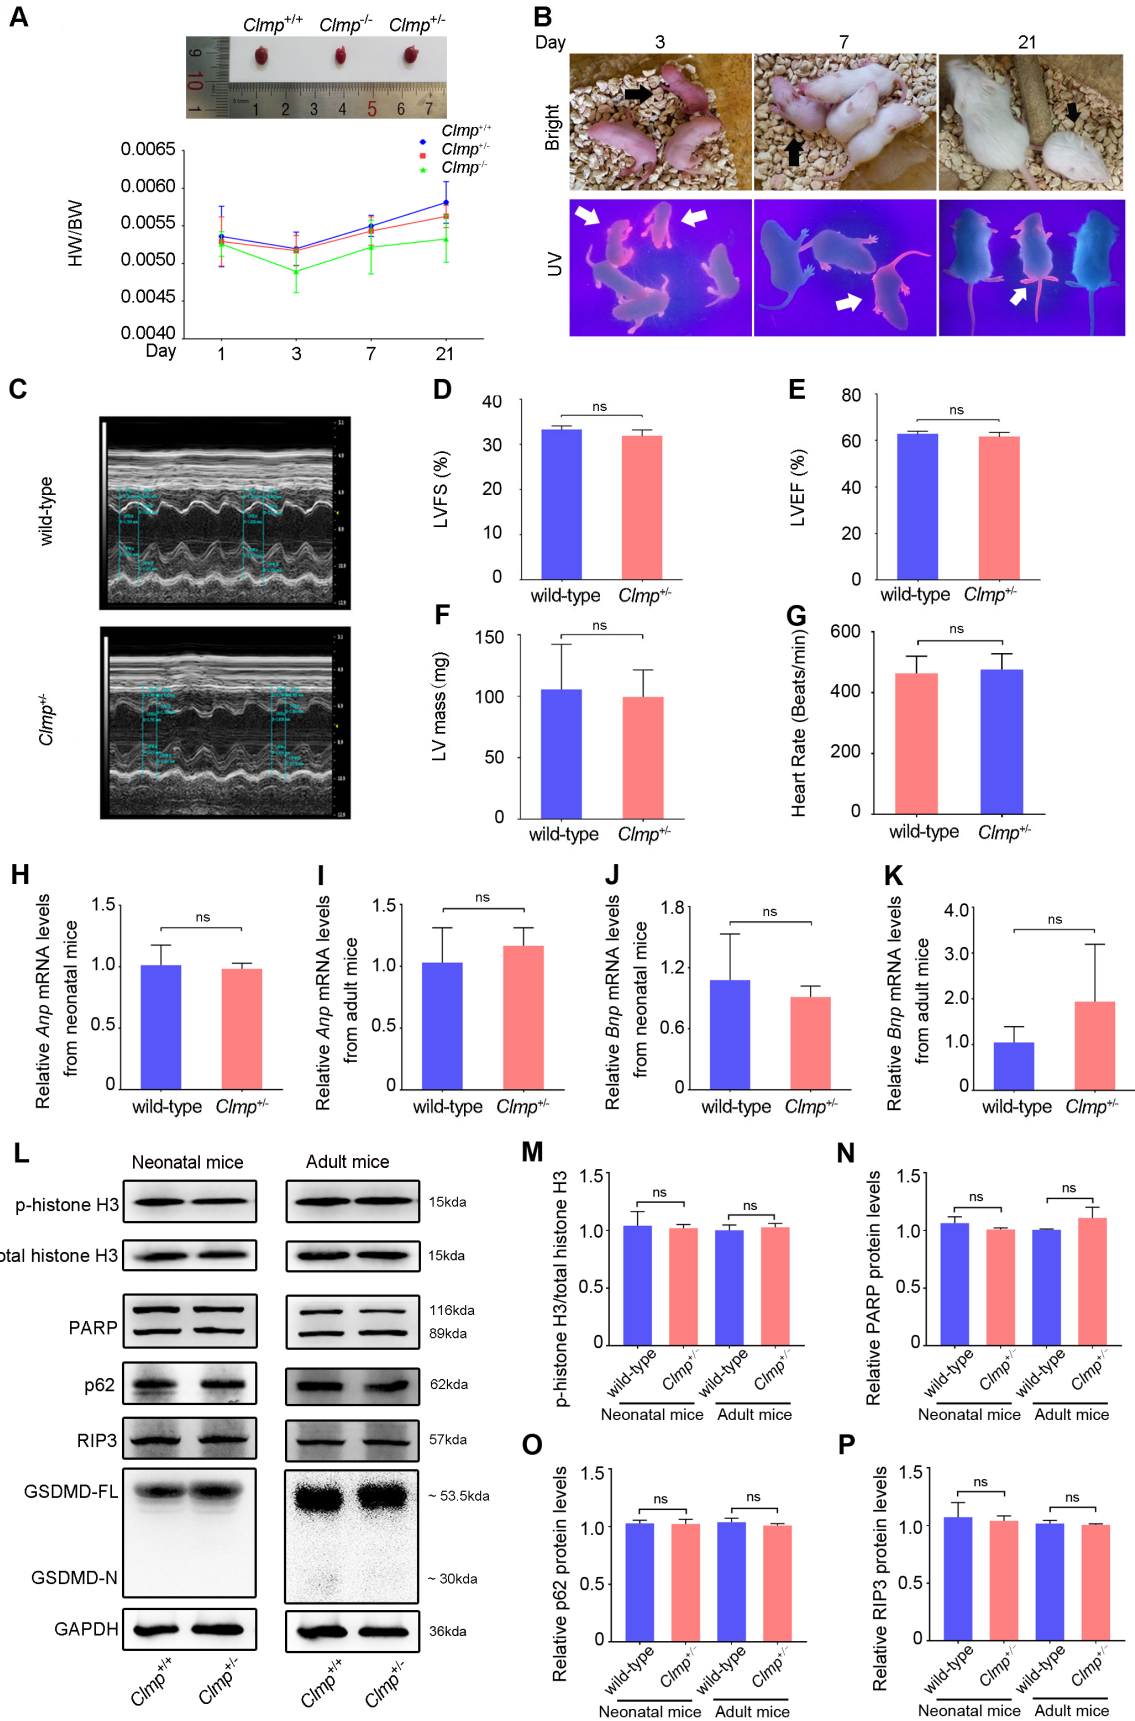 A
Clmp+/+ Clmp-/- Clmp+/-
9 10 1
1 2 3 4 5 6 7
Clmp+/+
Clmp+/-
Clmp-/-
HW/BW
0.0065
0.0060
0.0055
0.0050
0.0045
0.0040
Day 1 3 7 21
B
Day 3 7 21
Bright
UV
C
wild-type
Clmp+/-
D
LVFS (%)
40
30
20
10
0
ns
wild-type Clmp+/-
E
LVEF (%)
80
60
40
20
0
ns
wild-type Clmp+/-
F
LV mass (mg)
150
100
50
0
ns
wild-type Clmp+/-
G
Heart Rate (Beats/min)
600
400
200
0
ns
wild-type Clmp+/-
H
Relative Anp mRNA levels
from neonatal mice
1.5
1.0
0.5
0
ns
wild-type Clmp+/-
I
Relative Anp mRNA levels
from adult mice
1.5
1.0
0.5
0
ns
wild-type Clmp+/-
J
Relative Bnp mRNA levels
from neonatal mice
1.8
1.2
0.6
0
ns
wild-type Clmp+/-
K
Relative Bnp mRNA levels
from adult mice
4.0
3.0
2.0
1.0
0
ns
wild-type Clmp+/-
L
Neonatal mice Adult mice
p-histone H3 15kda
otal histone H3 15kda
PARP 116kda
89kda
p62 62kda
RIP3 57kda
GSDMD-FL ~ 53.5kda
GSDMD-N ~ 30kda
GAPDH 36kda
Clmp+/+ Clmp+/- Clmp+/+ Clmp+/-
M
p-histone H3/total histone H3
1.5
1.0
0.5
0
ns ns
wild-type Clmp+/- wild-type Clmp+/-
Neonatal mice Adult mice
N
Relative PARP protein levels
1.5
1.0
0.5
0
ns ns
wild-type Clmp+/- wild-type Clmp+/-
Neonatal mice Adult mice
O
Relative p62 protein levels
1.5
1.0
0.5
0
ns ns
wild-type Clmp+/- wild-type Clmp+/-
Neonatal mice Adult mice
P
Relative RIP3 protein levels
1.5
1.0
0.5
0
ns ns
wild-type Clmp+/- wild-type Clmp+/-
Neonatal mice Adult mice